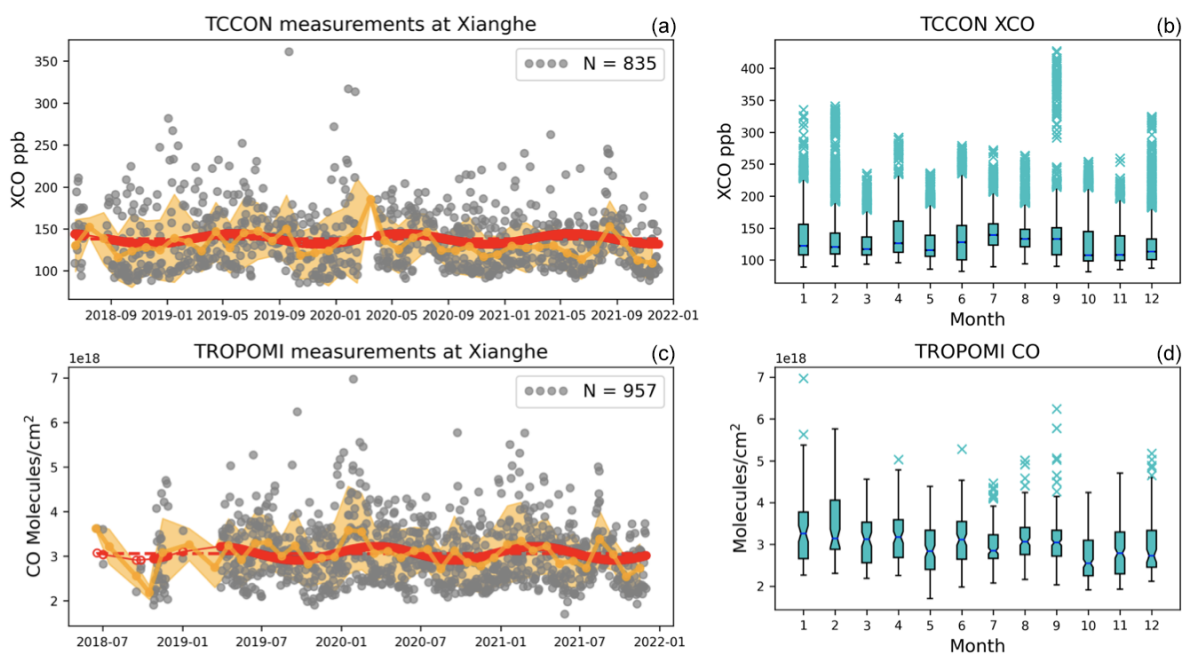 TCCON measurements at Xianghe (a)
N = 835
350
300
250
200
150
100
XCO ppb
2018-09 2019-01 2019-05 2019-09 2020-01 2020-05 2020-09 2021-01 2021-05 2021-09 2022-01
TCCON XCO (b)
400
350
300
250
200
150
100
XCO ppb
1 2 3 4 5 6 7 8 9 10 11 12
Month
TROPOMI measurements at Xianghe (c)
1e18
N = 957
7
6
5
4
3
2
CO Molecules/cm²
2018-07 2019-01 2019-07 2020-01 2020-07 2021-01 2021-07 2022-01
TROPOMI CO (d)
1e18
7
6
5
4
3
2
Molecules/cm²
1 2 3 4 5 6 7 8 9 10 11 12
Month